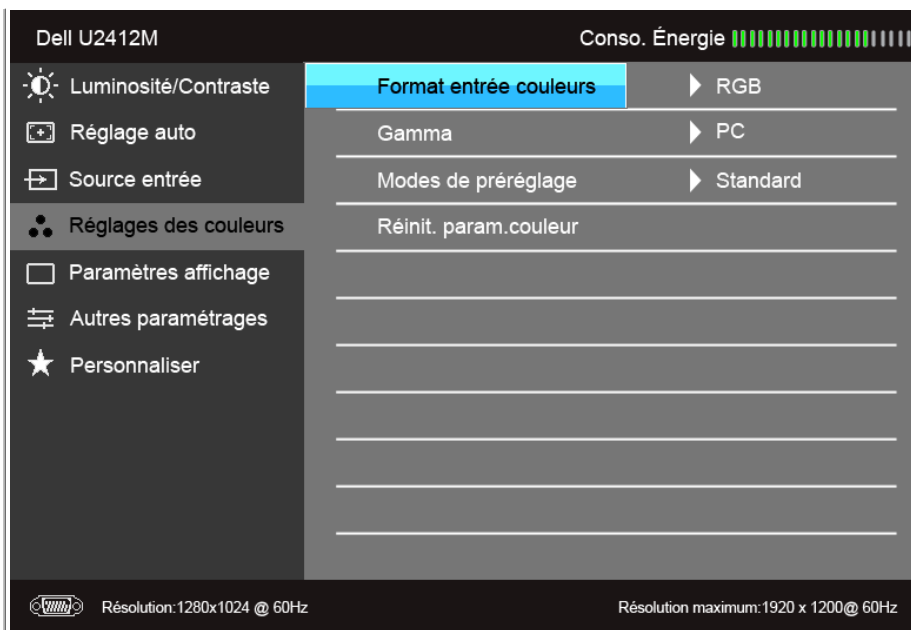 Dell U2412M Conso. Énergie
Luminosité/Contraste Format entrée couleurs RGB
Réglage auto Gamma PC
Source entrée Modes de préréglage Standard
Réglages des couleurs Réinit. param.couleur
Paramètres affichage
Autres paramétrages
Personnaliser
Résolution:1280x1024 @ 60Hz Résolution maximum:1920 x 1200@ 60Hz